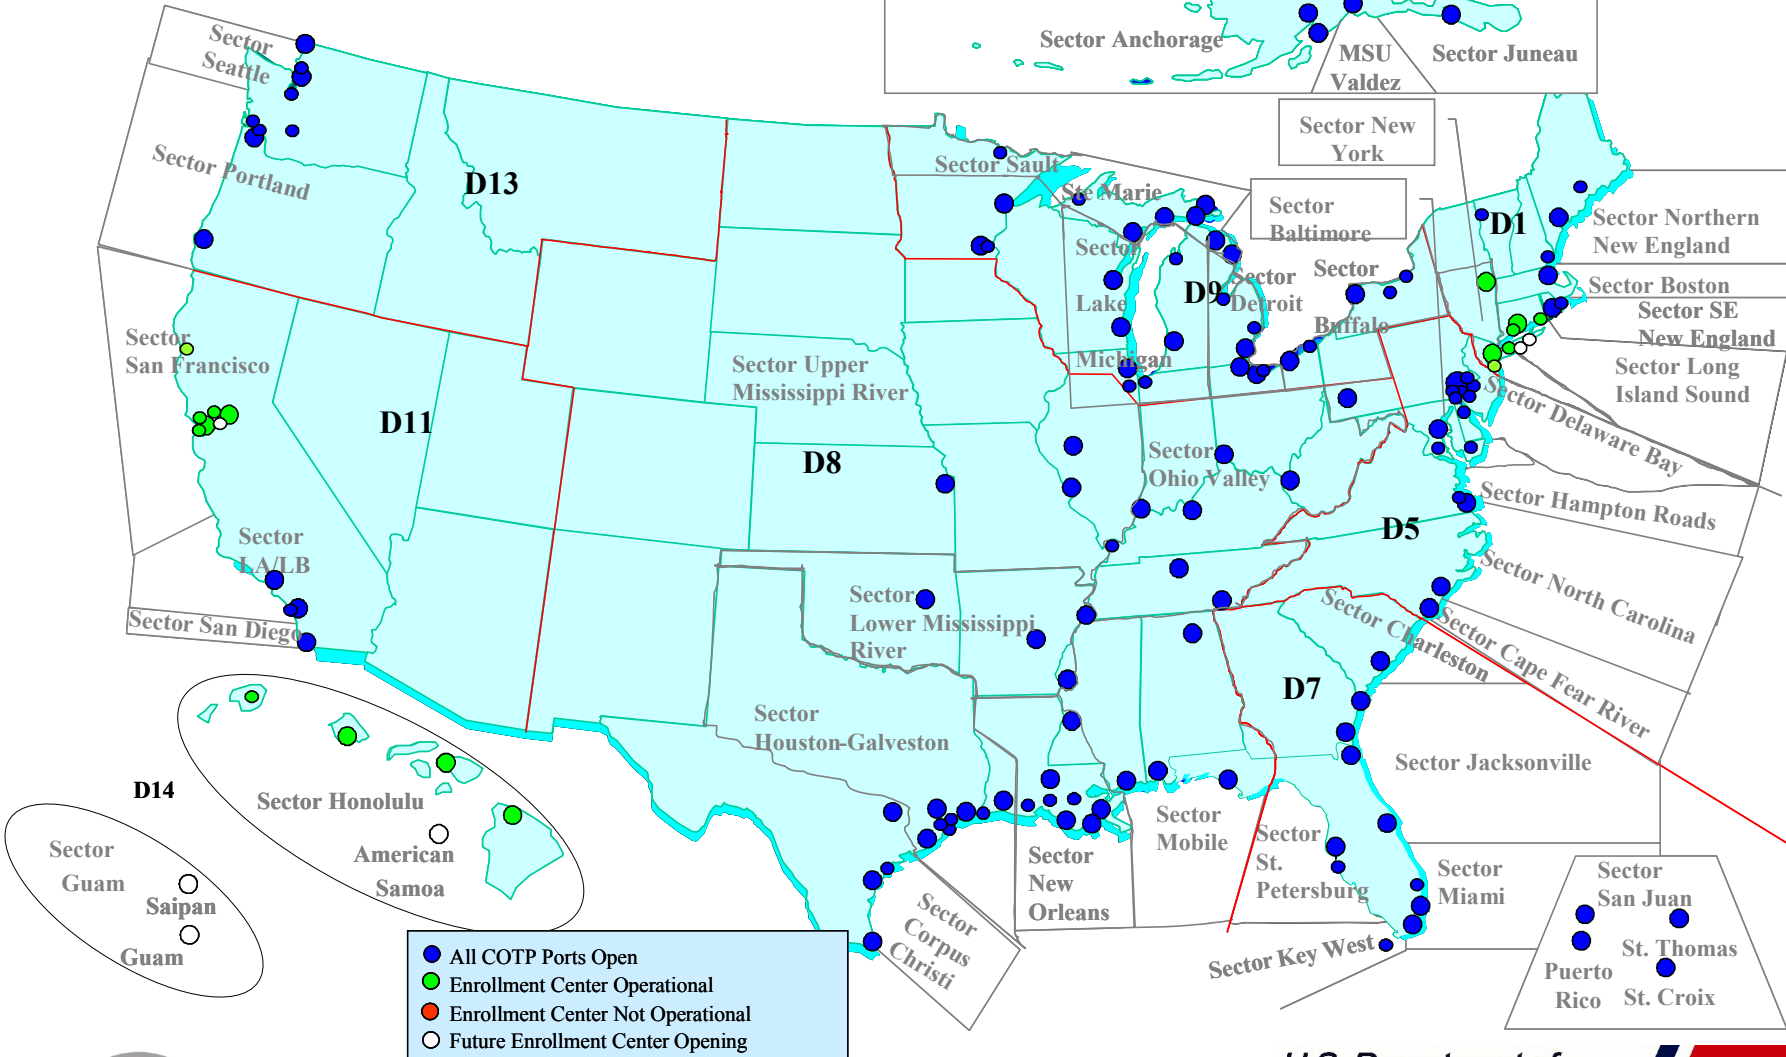 Sector Anchorage
MSU
Valdez
Sector Juneau
Sector
Seattle
Sector Portland
D13
Sector Sault
Ste Marie
Sector New
York
Sector
Baltimore
D1
Sector Northern
New England
Sector Boston
Sector SE
New England
Sector Long
Island Sound
Sector
Lake
Michigan
D9
Sector
Detroit
Sector
Buffalo
Sector
San Francisco
Sector Upper
Mississippi River
D11
D8
Sector
Ohio Valley
Sector Delaware Bay
Sector Hampton Roads
D5
Sector
LA/LB
Sector San Diego
Sector
Lower Mississippi
River
Sector North Carolina
Sector Cape Fear River
Sector Charleston
D7
Sector
Houston-Galveston
Sector Jacksonville
D14
Sector Honolulu
American
Samoa
Sector
Guam
Saipan
Guam
Sector
Mobile
Sector
St.
Petersburg
Sector
New
Orleans
Sector
Miami
Sector
Corpus
Christi
Sector Key West
Sector
San Juan
St. Thomas
Puerto
Rico
St. Croix
All COTP Ports Open
Enrollment Center Operational
Enrollment Center Not Operational
Future Enrollment Center Opening